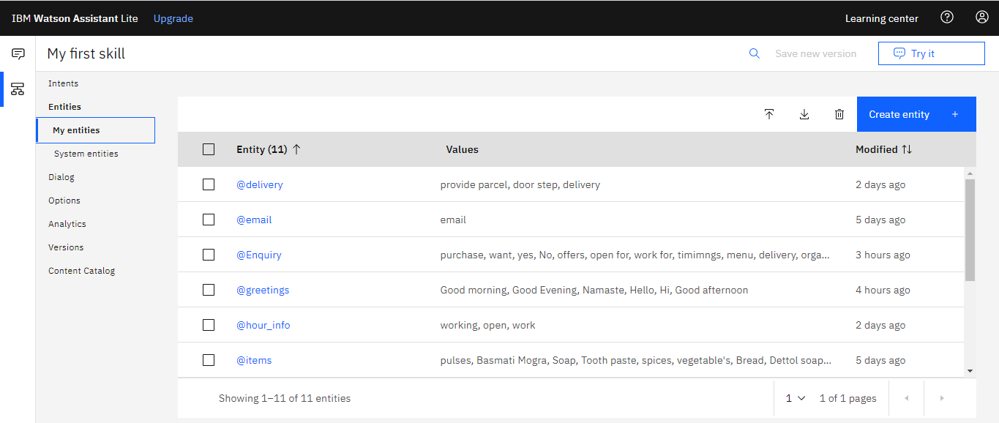 IBM Watson Assistant Lite Upgrade Learning center
My first skill Save new version Try it
Intents
Entities
My entities
System entities
Dialog
Options
Analytics
Versions
Content Catalog
Create entity +
Entity (11) Values Modified
@delivery provide parcel, door step, delivery 2 days ago
@email email 5 days ago
@Enquiry purchase, want, yes, No, offers, open for, work for, timimngs, menu, delivery, orga... 3 hours ago
@greetings Good morning, Good Evening, Namaste, Hello, Hi, Good afternoon 4 hours ago
@hour_info working, open, work 2 days ago
@items pulses, Basmati Mogra, Soap, Tooth paste, spices, vegetable's, Bread, Dettol soap... 5 days ago
Showing 1–11 of 11 entities 1 1 of 1 pages